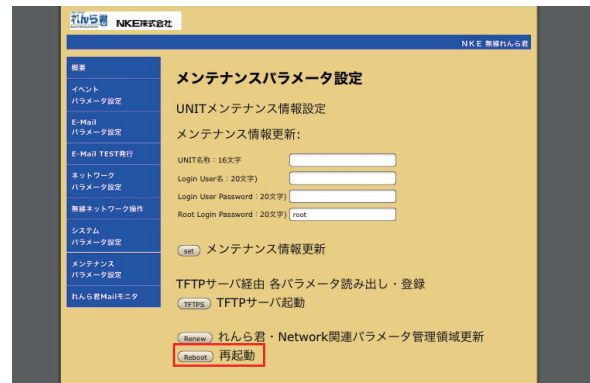 れんら君 NKE株式会社
NKE 無線れんら君
概要
イベント
パラメータ設定
E-Mail
パラメータ設定
E-Mail TEST発行
ネットワーク
パラメータ設定
無線ネットワーク操作
システム
パラメータ設定
メンテナンス
パラメータ設定
れんら君Mailモニタ
メンテナンスパラメータ設定
UNITメンテナンス情報設定
メンテナンス情報更新:
UNIT名称：16文字
Login User名：20文字)
Login User Password：20文字)
Root Login Password：20文字) root
set メンテナンス情報更新
TFTPサーバ経由 各パラメータ読み出し・登録
TFTPS TFTPサーバ起動
Renew れんら君・Network関連パラメータ管理領域更新
Reboot 再起動